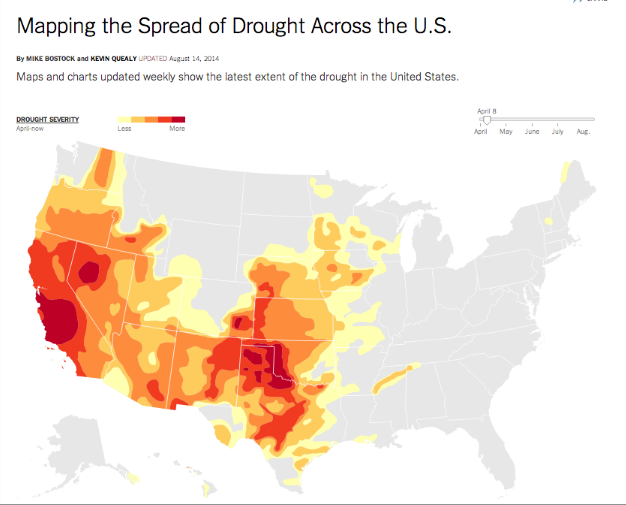 Mapping the Spread of Drought Across the U.S.
By MIKE BOSTOCK and KEVIN QUEALY UPDATED August 14, 2014
Maps and charts updated weekly show the latest extent of the drought in the United States.
DROUGHT SEVERITY
April-now
Less More
April 8
April May June July Aug.